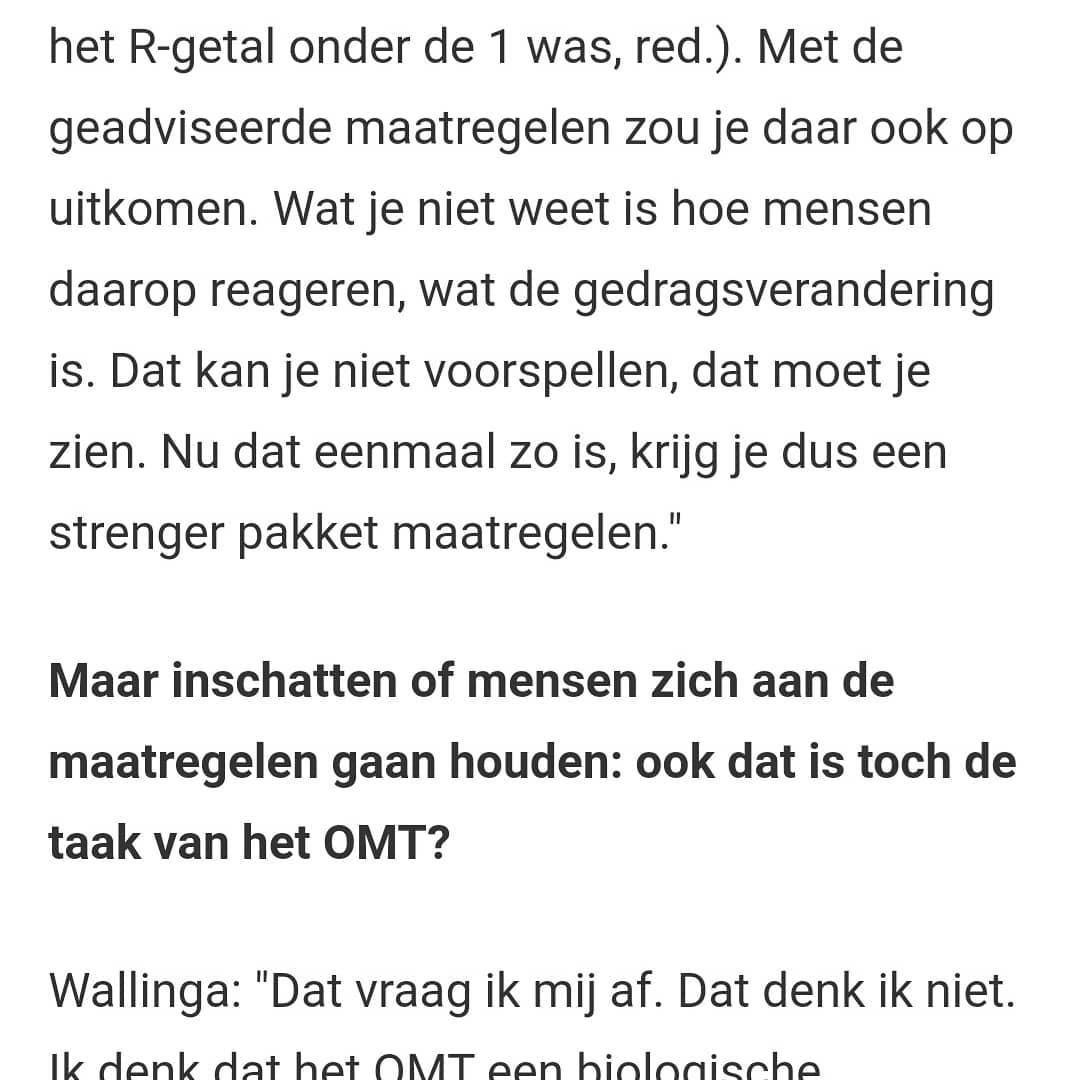 het R-getal onder de 1 was, red.). Met de
geadviseerde maatregelen zou je daar ook op
uitkomen. Wat je niet weet is hoe mensen
daarop reageren, wat de gedragsverandering
is. Dat kan je niet voorspellen, dat moet je
zien. Nu dat eenmaal zo is, krijg je dus een
strenger pakket maatregelen."
Maar inschatten of mensen zich aan de
maatregelen gaan houden: ook dat is toch de
taak van het OMT?
Wallinga: "Dat vraag ik mij af. Dat denk ik niet.
Ik denk dat het OMT een biologische